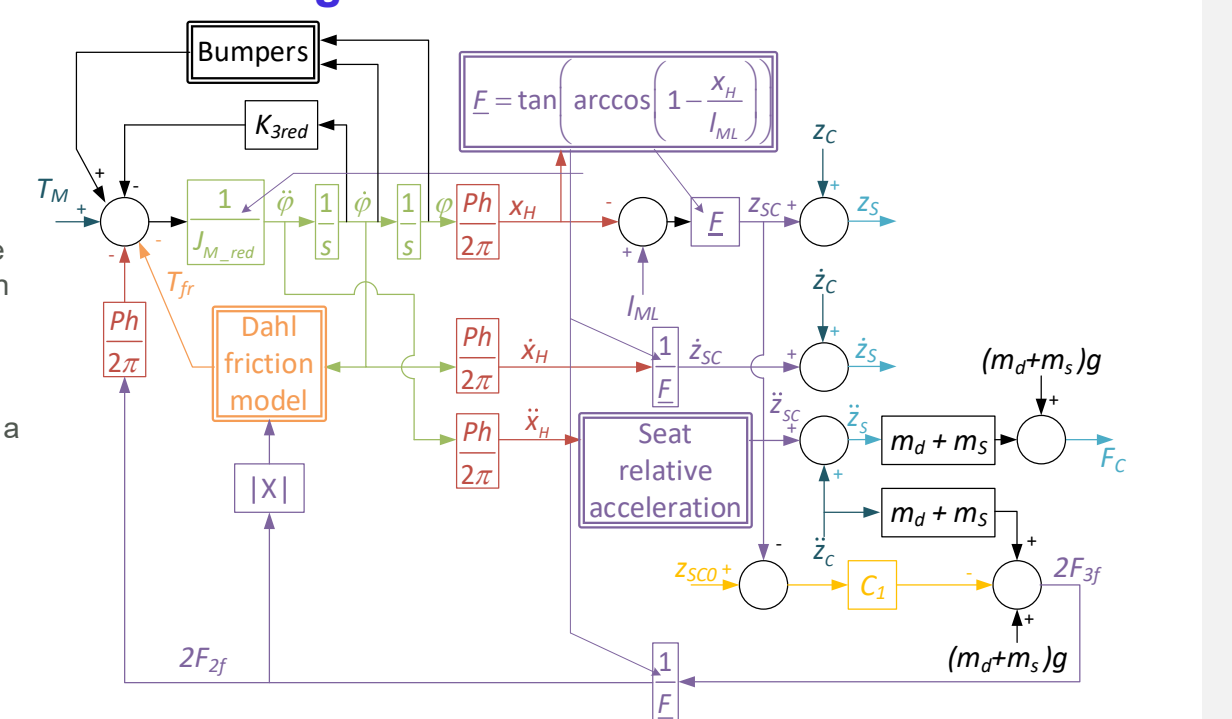 g
Bumpers
F = tan(arccos(1 − x_H / l_ML))
K_3red
z_C
T_M + + - - -
1 / J_M_red
φ̈
1 / s
φ̇
1 / s
φ
Ph / 2π
x_H
-
+
F
z_SC + +
z_S
e
n
T_fr
l_ML
ż_C
Ph / 2π
Dahl
friction
model
Ph / 2π
ẋ_H
1 / F
ż_SC + +
ż_S
(m_d+m_s)g
+
a
Ph / 2π
ẍ_H
Seat
relative
acceleration
z̈_SC
+
z̈_S
m_d + m_S
F_C
+
|X|
m_d + m_S
z̈_C
- +
z_SC0 +
C_1
-
2F_3f
+
(m_d+m_s)g
2F_2f
1 / F